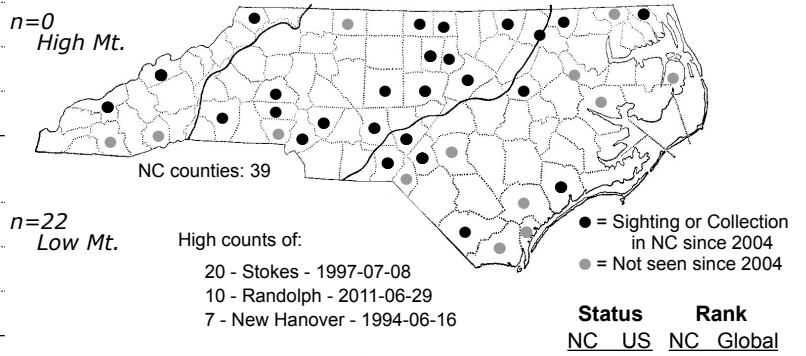 n=0
High Mt.
NC counties: 39
n=22
Low Mt.
High counts of:
20 - Stokes - 1997-07-08
10 - Randolph - 2011-06-29
7 - New Hanover - 1994-06-16
= Sighting or Collection
in NC since 2004
= Not seen since 2004
Status Rank
NC US NC Global